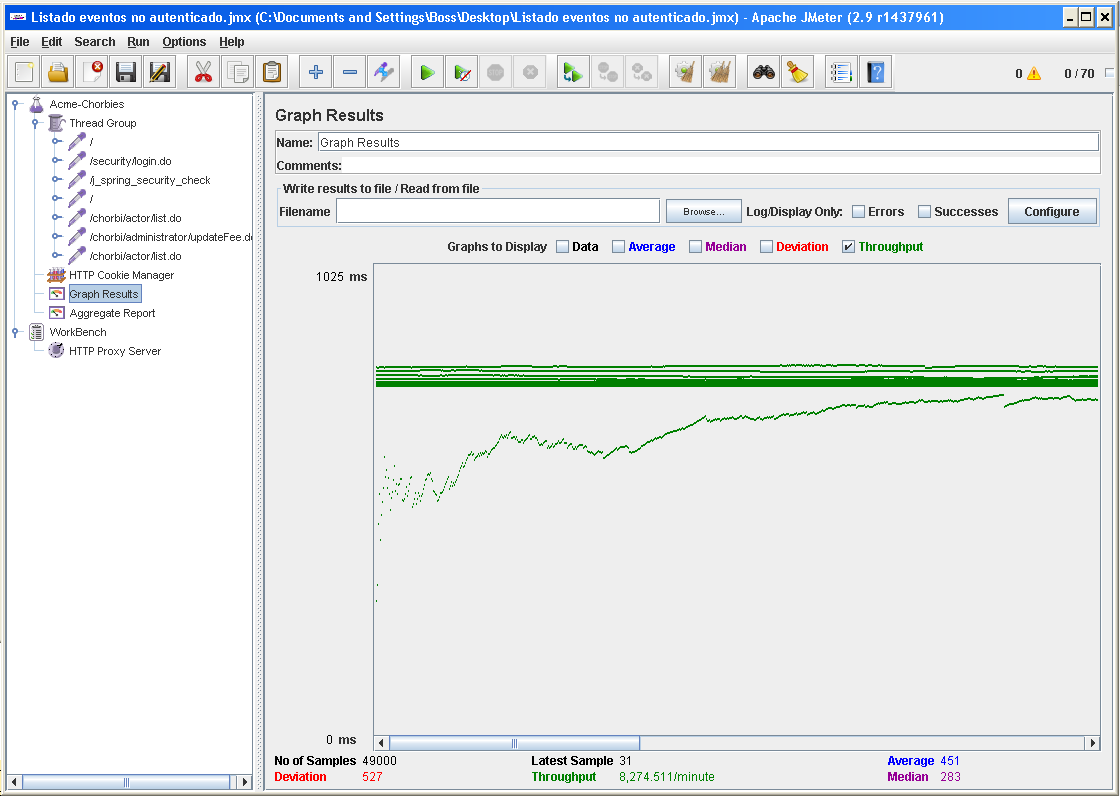 Listado eventos no autenticado.jmx (C:\Documents and Settings\Boss\Desktop\Listado eventos no autenticado.jmx) - Apache JMeter (2.9 r1437961)
File Edit Search Run Options Help
0 0 / 70
Acme-Chorbies
Thread Group
/
/security/login.do
/j_spring_security_check
/
/chorbi/actor/list.do
/chorbi/administrator/updateFee.do
/chorbi/actor/list.do
HTTP Cookie Manager
Graph Results
Aggregate Report
WorkBench
HTTP Proxy Server
Graph Results
Name: Graph Results
Comments:
Write results to file / Read from file
Filename Browse... Log/Display Only: Errors Successes Configure
Graphs to Display Data Average Median Deviation Throughput
1025 ms
0 ms
No of Samples 49000 Latest Sample 31 Average 451
Deviation 527 Throughput 8,274.511/minute Median 283